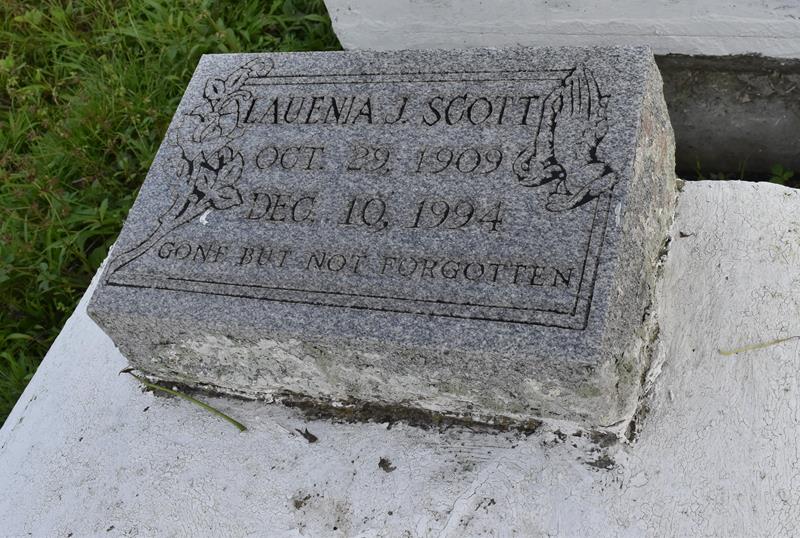 LAUENIA J. SCOTT
OCT. 29, 1909
DEC. 10, 1994
GONE BUT NOT FORGOTTEN